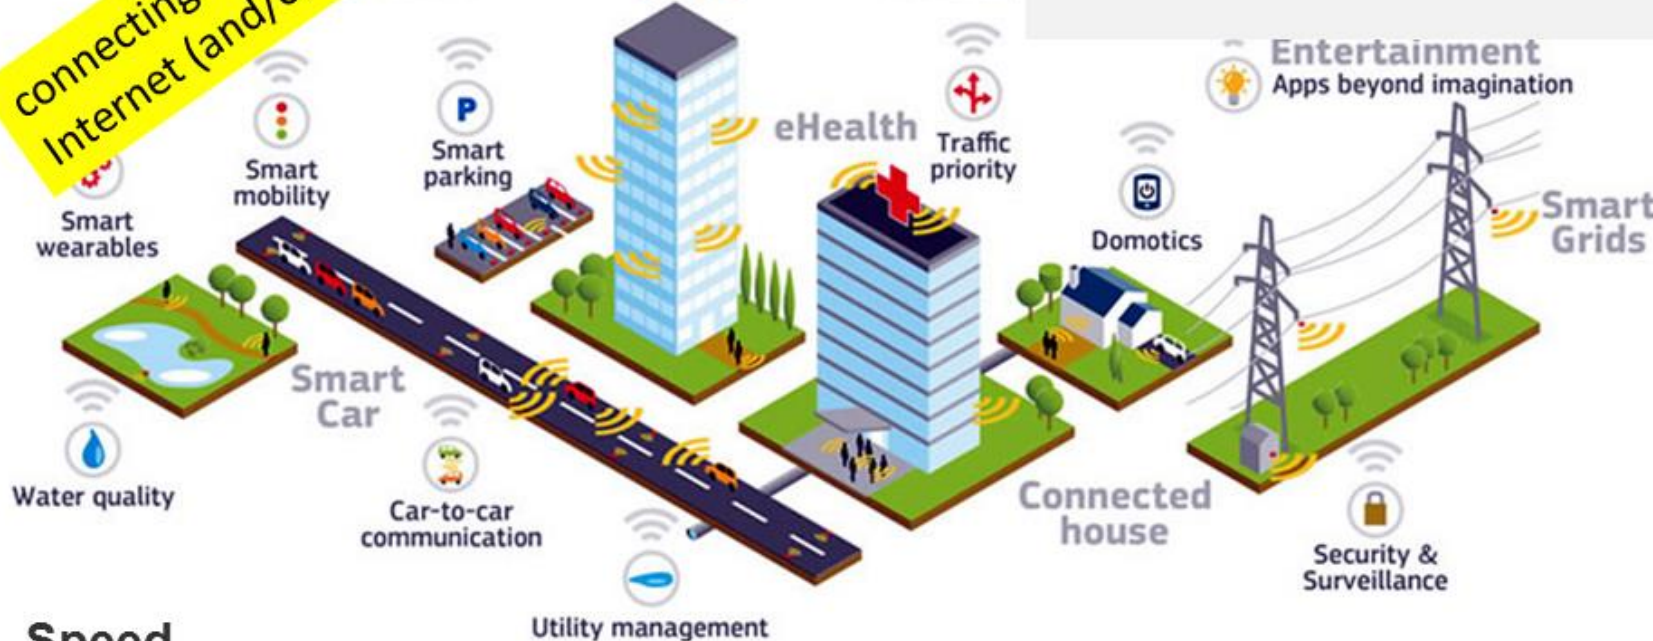 connecting
Internet (and/
Entertainment
Apps beyond imagination
Smart
mobility
P
Smart
parking
eHealth
Traffic
priority
Smart
wearables
Domotics
Smart
Grids
Smart
Car
Water quality
Car-to-car
communication
Connected
house
Security &
Surveillance
Utility management
Speed